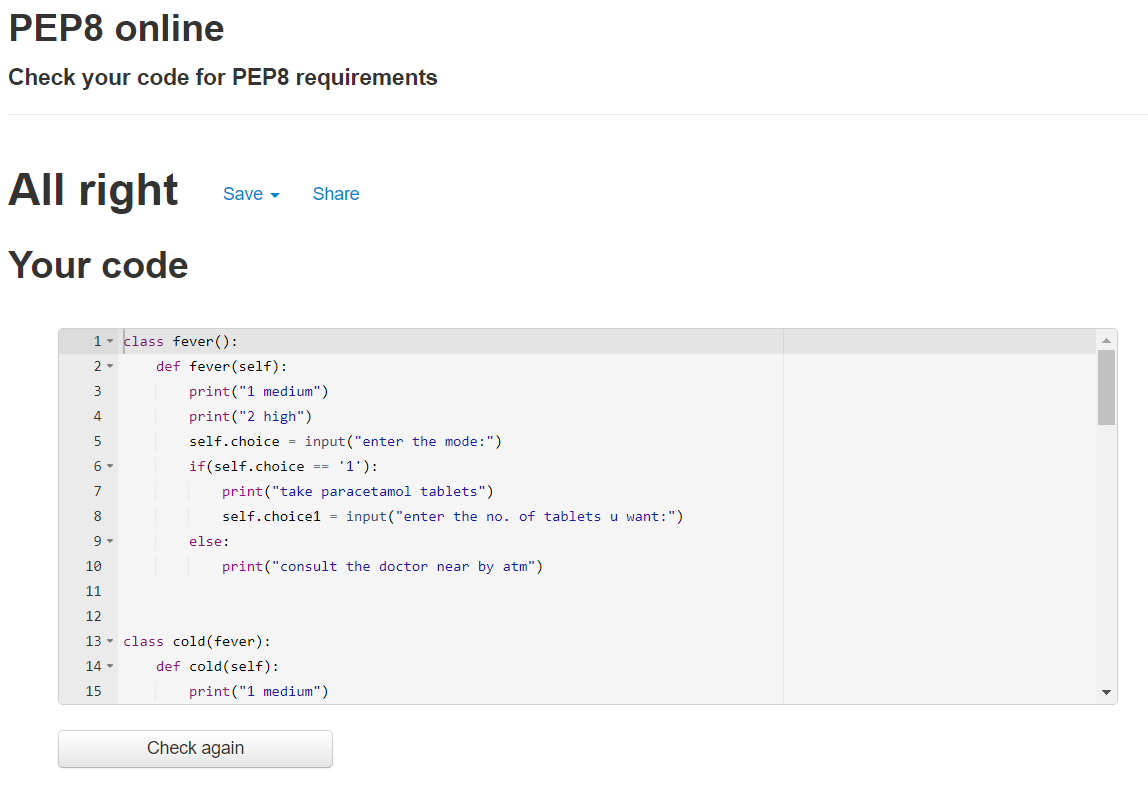 PEP8 online
Check your code for PEP8 requirements
All right Save Share
Your code
1 class fever():
2 def fever(self):
3 print("1 medium")
4 print("2 high")
5 self.choice = input("enter the mode:")
6 if(self.choice == '1'):
7 print("take paracetamol tablets")
8 self.choice1 = input("enter the no. of tablets u want:")
9 else:
10 print("consult the doctor near by atm")
11
12
13 class cold(fever):
14 def cold(self):
15 print("1 medium")
Check again